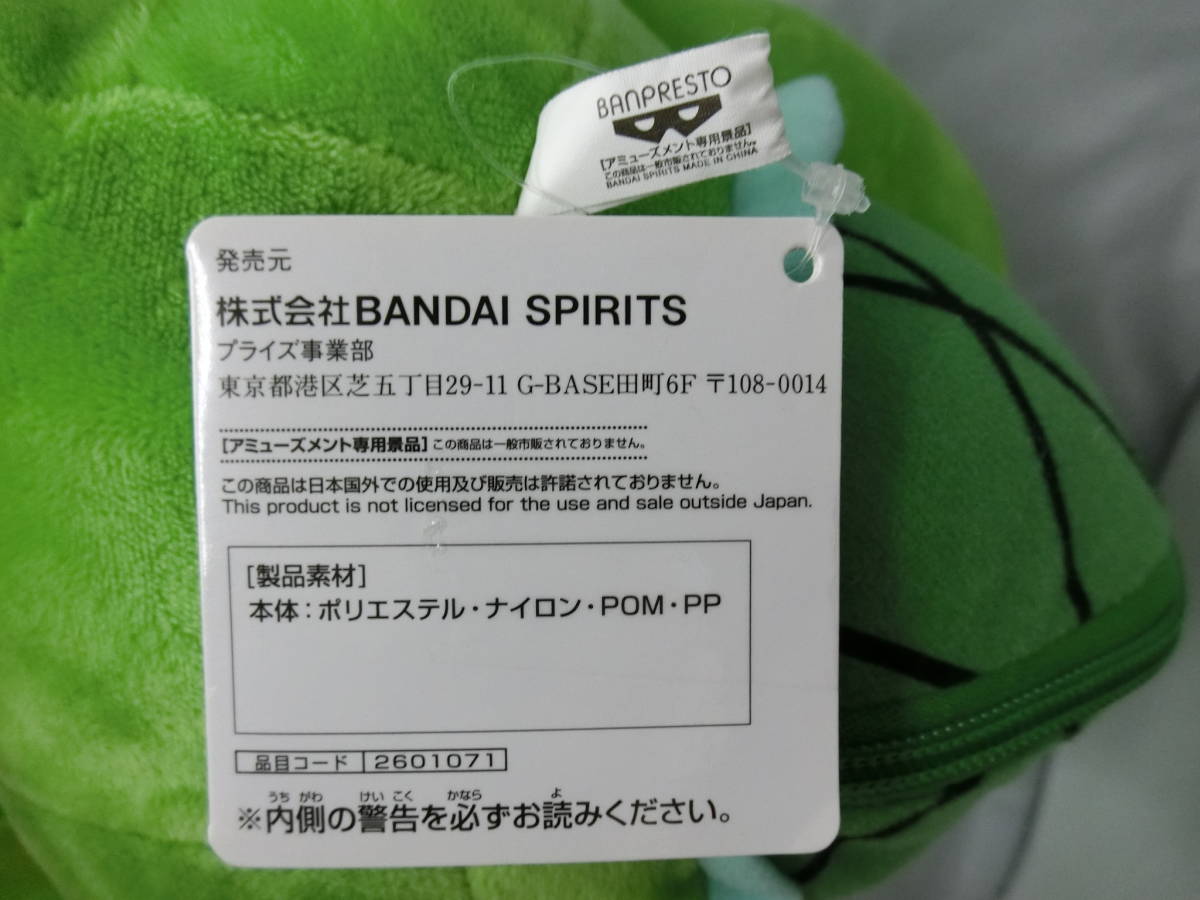 BANPRESTO
[アミューズメント専用景品]
この商品は一般市販されておりません。
BANDAI SPIRITS MADE IN CHINA
発売元
株式会社BANDAI SPIRITS
プライズ事業部
東京都港区芝五丁目29-11 G-BASE田町6F 〒108-0014
[アミューズメント専用景品] この商品は一般市販されておりません。
この商品は日本国外での使用及び販売は許諾されておりません。
This product is not licensed for the use and sale outside Japan.
[製品素材]
本体：ポリエステル・ナイロン・POM・PP
品目コード 2601071
うち がわ けい こく かなら よ
※内側の警告を必ずお読みください。